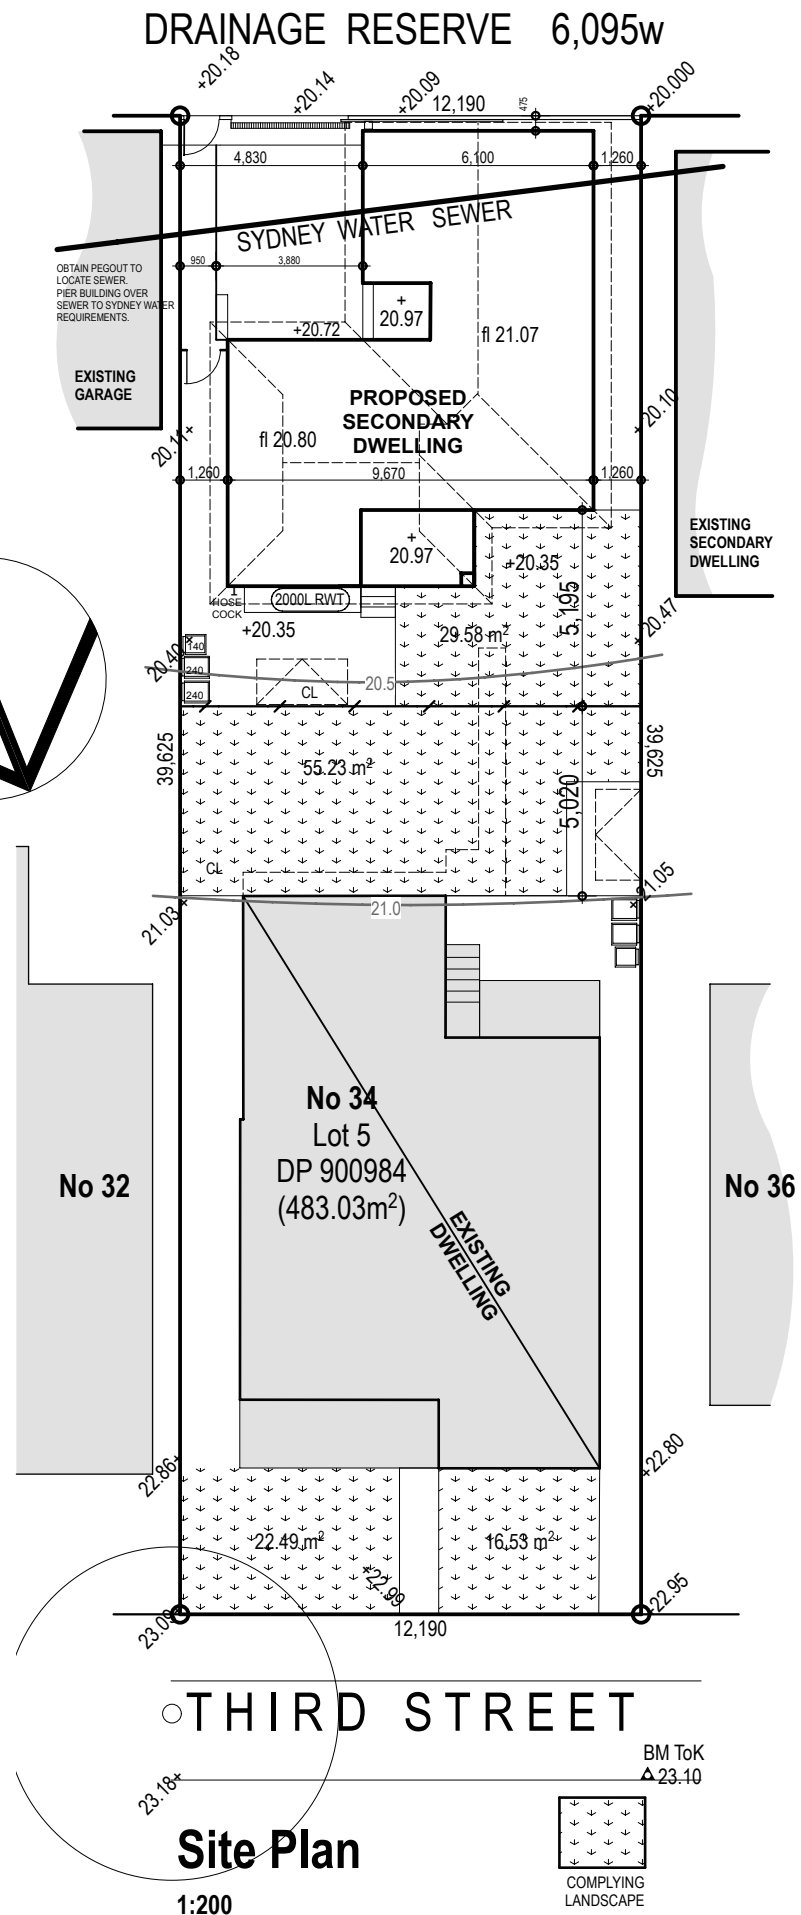 DRAINAGE RESERVE 6,095w
+20.18
+20.14
+20.09
12,190
475
+20.000
4,830
6,100
1,260
SYDNEY WATER SEWER
OBTAIN PEGOUT TO
LOCATE SEWER.
PIER BUILDING OVER
SEWER TO SYDNEY WATER
REQUIREMENTS.
950
3,880
+
20.97
+20.72
fl 21.07
EXISTING
GARAGE
PROPOSED
SECONDARY
DWELLING
20.11+
fl 20.80
+20.10
1,260
9,670
1,260
EXISTING
SECONDARY
DWELLING
+
20.97
+20.35
HOSE
COCK
2000L RWT
5,195
+20.35
29.58 m²
+20.47
20.40+
140
240
240
20.5
CL
39,625
55.23 m²
5,020
39,625
CL
21.03+
21.0
+21.05
No 34
Lot 5
DP 900984
(483.03m²)
No 32
No 36
EXISTING
DWELLING
22.86+
+22.80
22.49 m²
16.53 m²
+22.99
23.09+
+22.95
12,190
THIRD STREET
BM ToK
23.10
23.18+
Site Plan
1:200
COMPLYING
LANDSCAPE